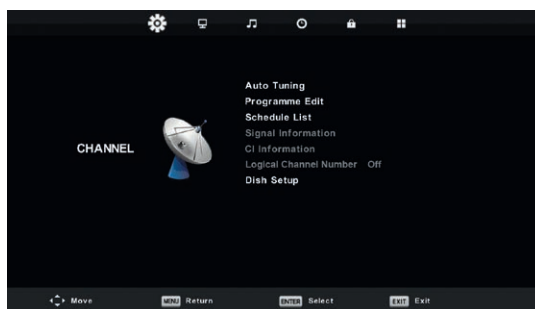 CHANNEL
Auto Tuning
Programme Edit
Schedule List
Signal Information
CI Information
Logical Channel Number Off
Dish Setup
Move MENU Return ENTER Select EXIT Exit